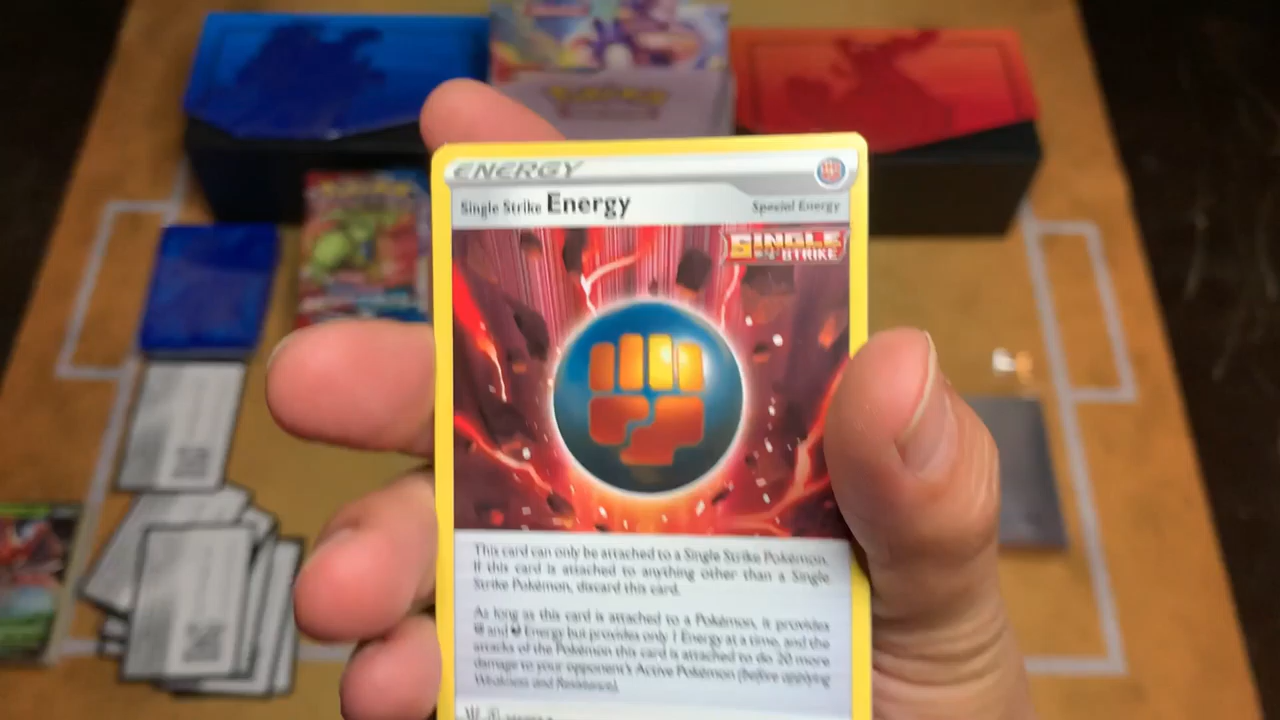 ENERGY
Single Strike Energy
Special Energy
SINGLE
STRIKE
This card can only be attached to a Single Strike Pokémon.
If this card is attached to anything other than a Single
Strike Pokémon, discard this card.
As long as this card is attached to a Pokémon, it provides
and Energy but provides only 1 Energy at a time, and the
attacks of the Pokémon this card is attached to do 20 more
damage to your opponent's Active Pokémon (before applying
Weakness and Resistance).